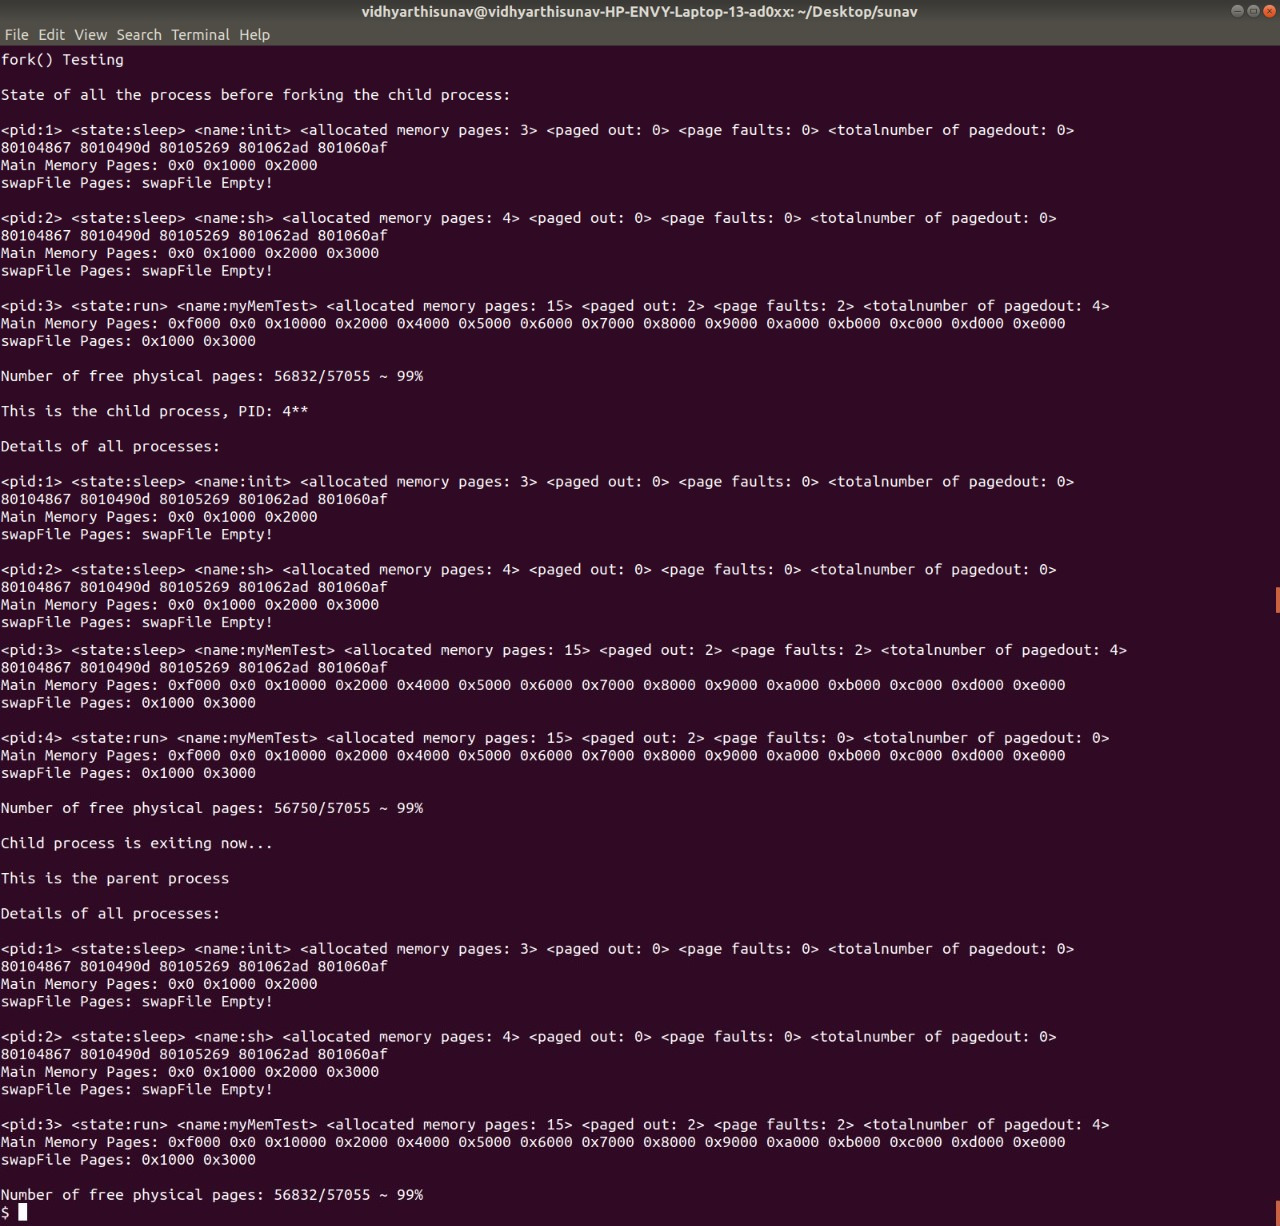 vidhyarthisunav@vidhyarthisunav-HP-ENVY-Laptop-13-ad0xx: ~/Desktop/sunav
File Edit View Search Terminal Help
fork() Testing
State of all the process before forking the child process:
<pid:1> <state:sleep> <name:init> <allocated memory pages: 3> <paged out: 0> <page faults: 0> <totalnumber of pagedout: 0>
80104867 8010490d 80105269 801062ad 801060af
Main Memory Pages: 0x0 0x1000 0x2000
swapFile Pages: swapFile Empty!
<pid:2> <state:sleep> <name:sh> <allocated memory pages: 4> <paged out: 0> <page faults: 0> <totalnumber of pagedout: 0>
80104867 8010490d 80105269 801062ad 801060af
Main Memory Pages: 0x0 0x1000 0x2000 0x3000
swapFile Pages: swapFile Empty!
<pid:3> <state:run> <name:myMemTest> <allocated memory pages: 15> <paged out: 2> <page faults: 2> <totalnumber of pagedout: 4>
Main Memory Pages: 0xf000 0x0 0x10000 0x2000 0x4000 0x5000 0x6000 0x7000 0x8000 0x9000 0xa000 0xb000 0xc000 0xd000 0xe000
swapFile Pages: 0x1000 0x3000
Number of free physical pages: 56832/57055 ~ 99%
This is the child process, PID: 4**
Details of all processes:
<pid:1> <state:sleep> <name:init> <allocated memory pages: 3> <paged out: 0> <page faults: 0> <totalnumber of pagedout: 0>
80104867 8010490d 80105269 801062ad 801060af
Main Memory Pages: 0x0 0x1000 0x2000
swapFile Pages: swapFile Empty!
<pid:2> <state:sleep> <name:sh> <allocated memory pages: 4> <paged out: 0> <page faults: 0> <totalnumber of pagedout: 0>
80104867 8010490d 80105269 801062ad 801060af
Main Memory Pages: 0x0 0x1000 0x2000 0x3000
swapFile Pages: swapFile Empty!
<pid:3> <state:sleep> <name:myMemTest> <allocated memory pages: 15> <paged out: 2> <page faults: 2> <totalnumber of pagedout: 4>
80104867 8010490d 80105269 801062ad 801060af
Main Memory Pages: 0xf000 0x0 0x10000 0x2000 0x4000 0x5000 0x6000 0x7000 0x8000 0x9000 0xa000 0xb000 0xc000 0xd000 0xe000
swapFile Pages: 0x1000 0x3000
<pid:4> <state:run> <name:myMemTest> <allocated memory pages: 15> <paged out: 2> <page faults: 0> <totalnumber of pagedout: 0>
Main Memory Pages: 0xf000 0x0 0x10000 0x2000 0x4000 0x5000 0x6000 0x7000 0x8000 0x9000 0xa000 0xb000 0xc000 0xd000 0xe000
swapFile Pages: 0x1000 0x3000
Number of free physical pages: 56750/57055 ~ 99%
Child process is exiting now...
This is the parent process
Details of all processes:
<pid:1> <state:sleep> <name:init> <allocated memory pages: 3> <paged out: 0> <page faults: 0> <totalnumber of pagedout: 0>
80104867 8010490d 80105269 801062ad 801060af
Main Memory Pages: 0x0 0x1000 0x2000
swapFile Pages: swapFile Empty!
<pid:2> <state:sleep> <name:sh> <allocated memory pages: 4> <paged out: 0> <page faults: 0> <totalnumber of pagedout: 0>
80104867 8010490d 80105269 801062ad 801060af
Main Memory Pages: 0x0 0x1000 0x2000 0x3000
swapFile Pages: swapFile Empty!
<pid:3> <state:run> <name:myMemTest> <allocated memory pages: 15> <paged out: 2> <page faults: 2> <totalnumber of pagedout: 4>
Main Memory Pages: 0xf000 0x0 0x10000 0x2000 0x4000 0x5000 0x6000 0x7000 0x8000 0x9000 0xa000 0xb000 0xc000 0xd000 0xe000
swapFile Pages: 0x1000 0x3000
Number of free physical pages: 56832/57055 ~ 99%
$